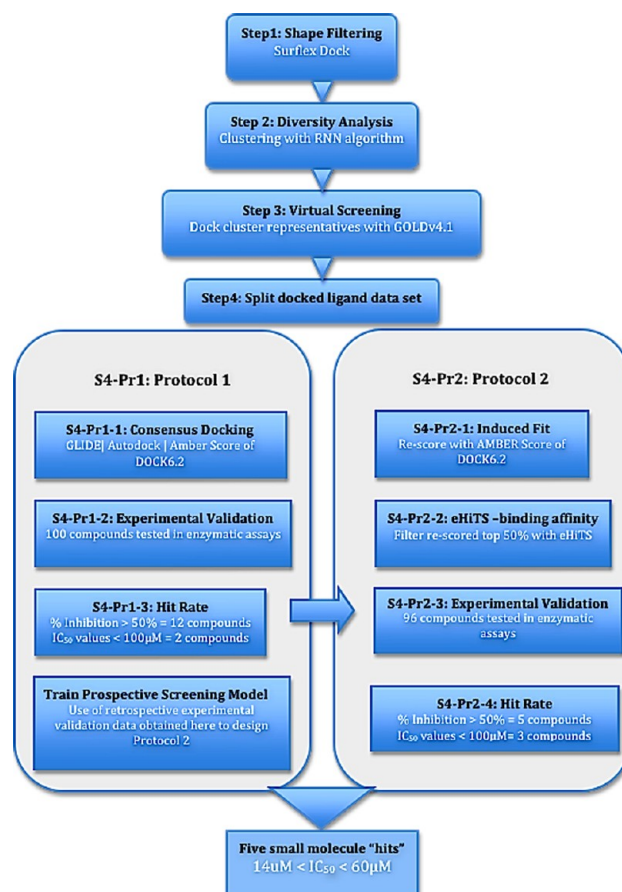 Step1: Shape Filtering
Surflex Dock
Step 2: Diversity Analysis
Clustering with RNN algorithm
Step 3: Virtual Screening
Dock cluster representatives with GOLDv4.1
Step4: Split docked ligand data set
S4-Pr1: Protocol 1
S4-Pr1-1: Consensus Docking
GLIDE| Autodock | Amber Score of
DOCK6.2
S4-Pr1-2: Experimental Validation
100 compounds tested in enzymatic assays
S4-Pr1-3: Hit Rate
% Inhibition > 50% = 12 compounds
IC₅₀ values < 100µM = 2 compounds
Train Prospective Screening Model
Use of retrospective experimental
validation data obtained here to design
Protocol 2
S4-Pr2: Protocol 2
S4-Pr2-1: Induced Fit
Re-score with AMBER Score of
DOCK6.2
S4-Pr2-2: eHiTS –binding affinity
Filter re-scored top 50% with eHiTS
S4-Pr2-3: Experimental Validation
96 compounds tested in enzymatic
assays
S4-Pr2-4: Hit Rate
% Inhibition > 50% = 5 compounds
IC₅₀ values < 100µM= 3 compounds
Five small molecule "hits"
14uM < IC₅₀ < 60µM